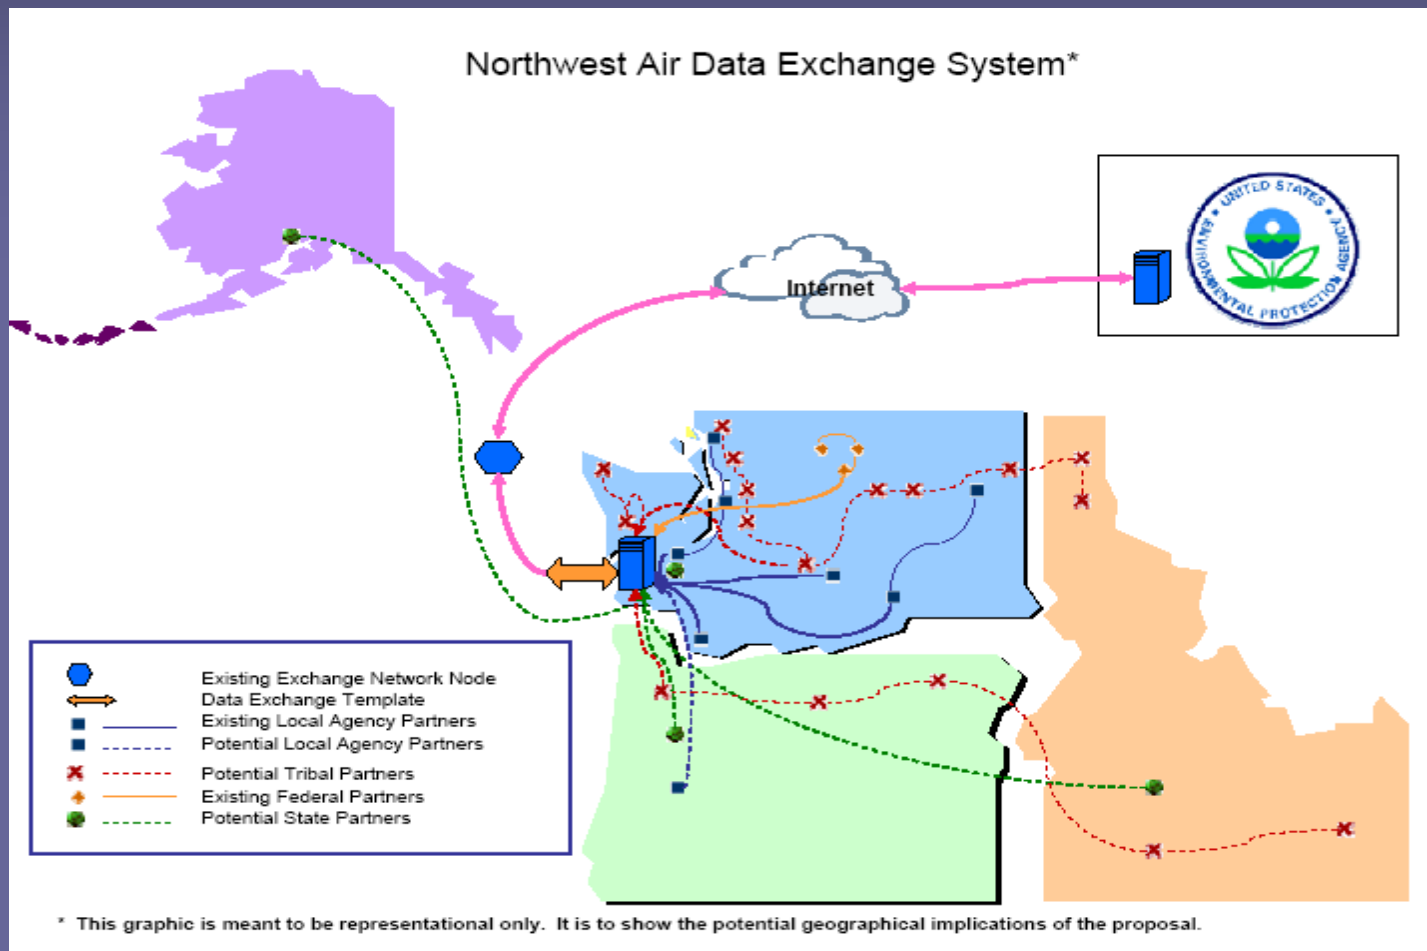 Northwest Air Data Exchange System*
UNITED STATES
ENVIRONMENTAL PROTECTION AGENCY
Internet
Existing Exchange Network Node
Data Exchange Template
Existing Local Agency Partners
Potential Local Agency Partners
Potential Tribal Partners
Existing Federal Partners
Potential State Partners
* This graphic is meant to be representational only. It is to show the potential geographical implications of the proposal.